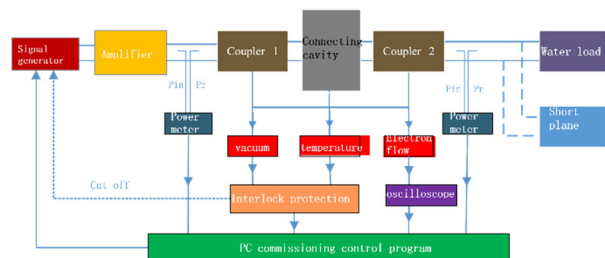 Signal
generator
Amplifier
Coupler 1
Connecting
cavity
Coupler 2
Water load
Pin Pr
Pin Pr
Power
meter
Power
meter
Short
plane
vacuum
temperature
Electron
flow
Cut off
Interlock protection
oscilloscope
PC commissioning control program